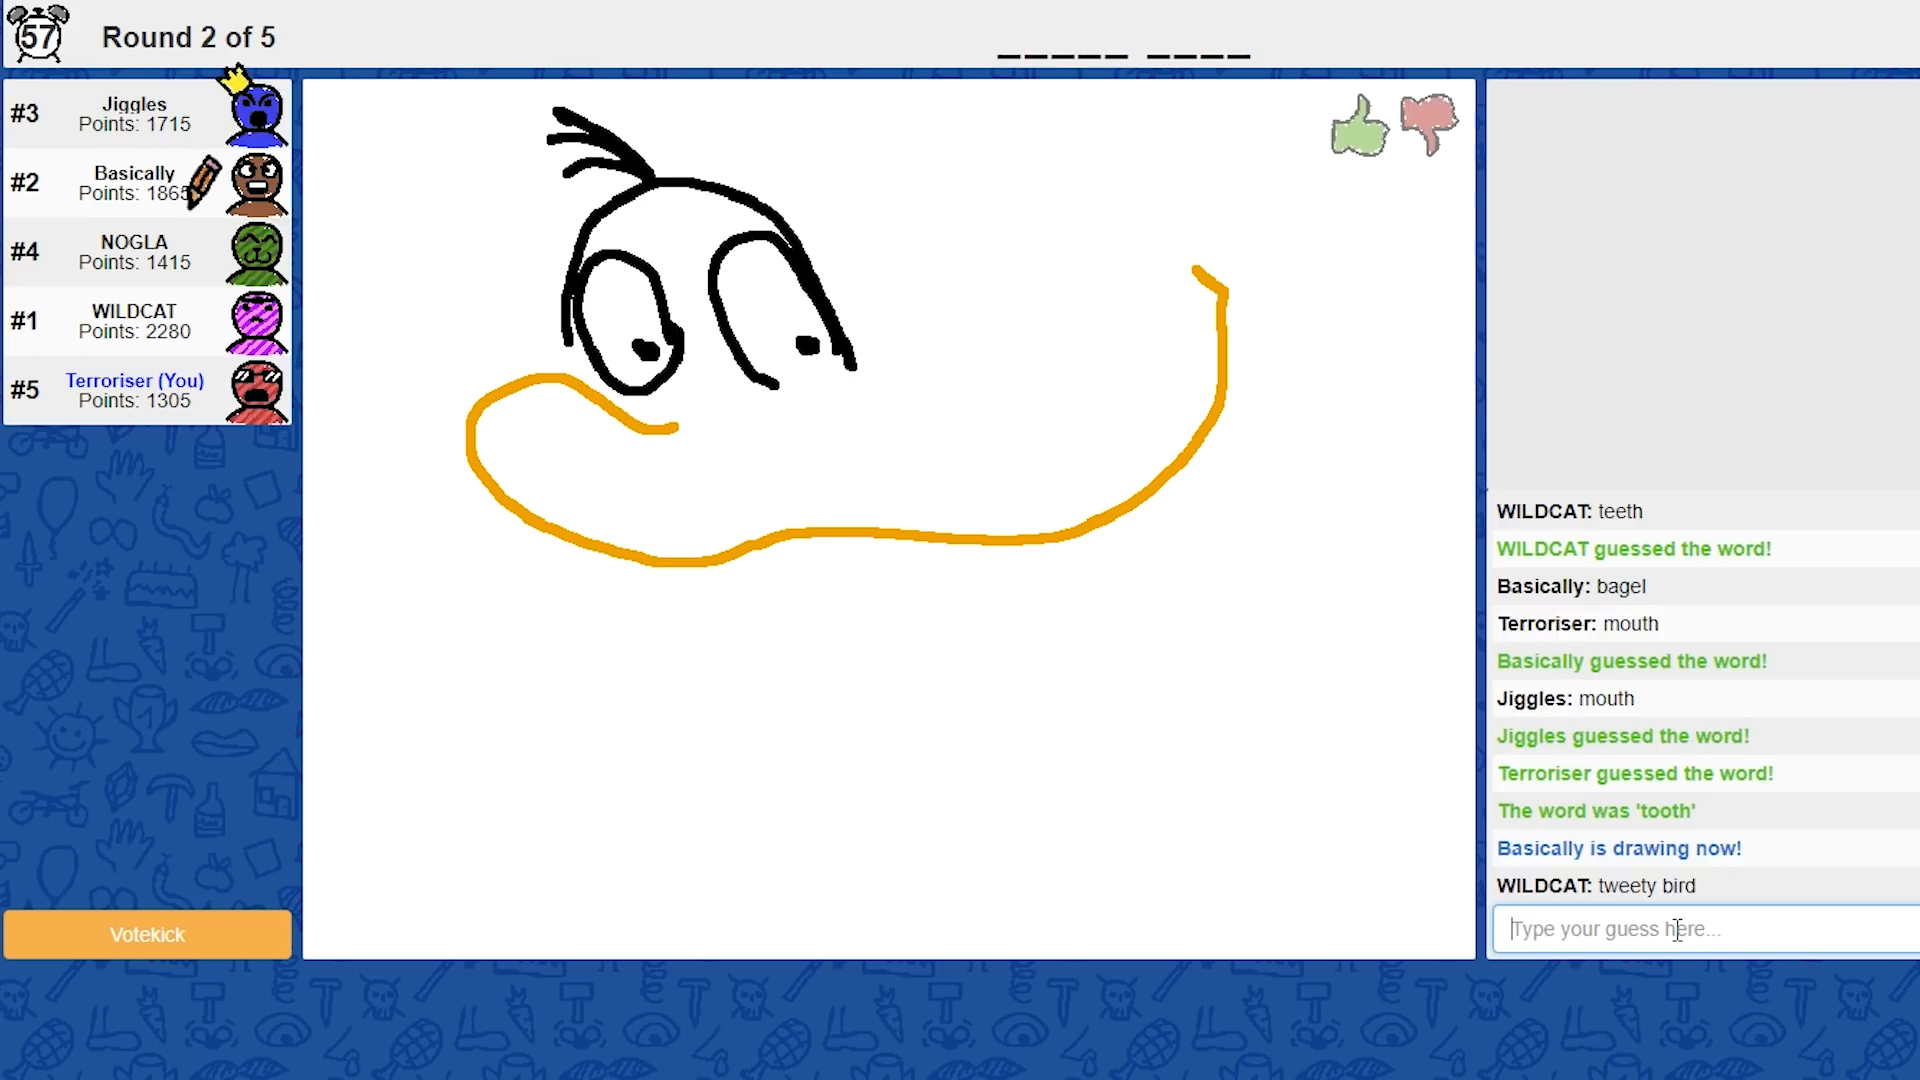 57
Round 2 of 5
_____ ____
#3
Jiggles
Points: 1715
#2
Basically
Points: 1865
#4
NOGLA
Points: 1415
#1
WILDCAT
Points: 2280
#5
Terroriser (You)
Points: 1305
Votekick
WILDCAT: teeth
WILDCAT guessed the word!
Basically: bagel
Terroriser: mouth
Basically guessed the word!
Jiggles: mouth
Jiggles guessed the word!
Terroriser guessed the word!
The word was 'tooth'
Basically is drawing now!
WILDCAT: tweety bird
Type your guess here...